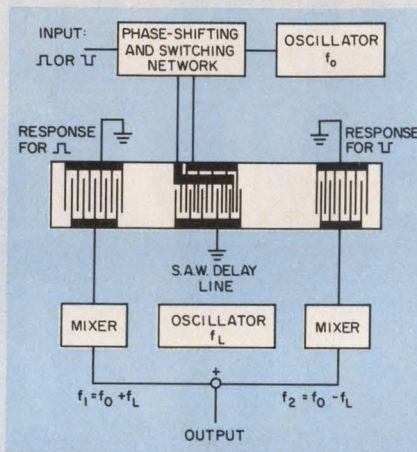 INPUT:
⎍ OR ⊔
PHASE-SHIFTING
AND SWITCHING
NETWORK
OSCILLATOR
f₀
RESPONSE
FOR ⎍
RESPONSE
FOR ⊔
S.A.W. DELAY
LINE
MIXER
OSCILLATOR
f_L
MIXER
f₁=f₀+f_L
+
f₂=f₀-f_L
OUTPUT